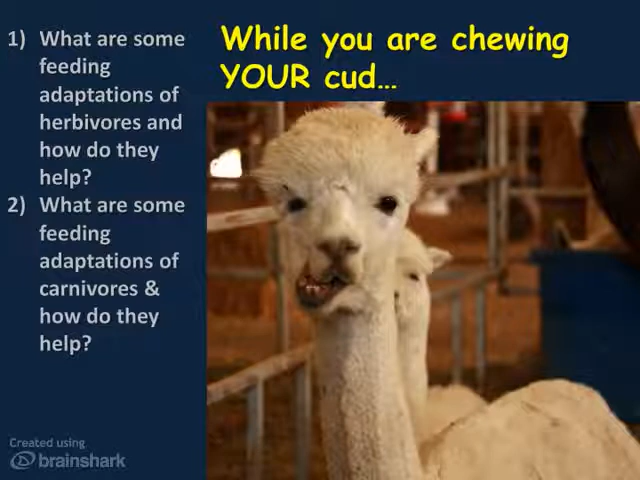 While you are chewing
YOUR cud...
1) What are some
feeding
adaptations of
herbivores and
how do they
help?
2) What are some
feeding
adaptations of
carnivores &
how do they
help?
Created using
brainshark